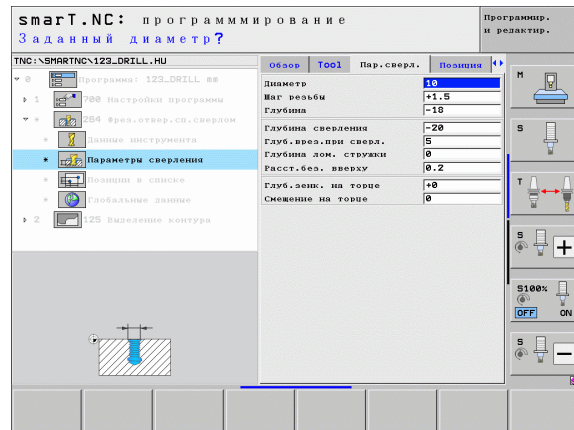 smarT.NC: программмирование
Программир. и редактир.
Заданный диаметр?
TNC:\SMARTNC\123_DRILL.HU
0 Программа: 123_DRILL mm
1 700 Настройки программы
* 264 Фрез.отвер.сп.сверлом
* Данные инструмента
* Параметры сверления
* Позиции в списке
* Глобальные данные
2 125 Выделение контура
Обзор Tool Пар.сверл. Позиция
Диаметр 10
Шаг резьбы +1.5
Глубина -18
Глубина сверления -20
Глуб.врез.при сверл. 5
Глубина лом. стружки 0
Расст.без. вверху 0.2
Глуб.зенк. на торце +0
Смещение на торце 0
M
S
T
S
S100%
OFF ON
S